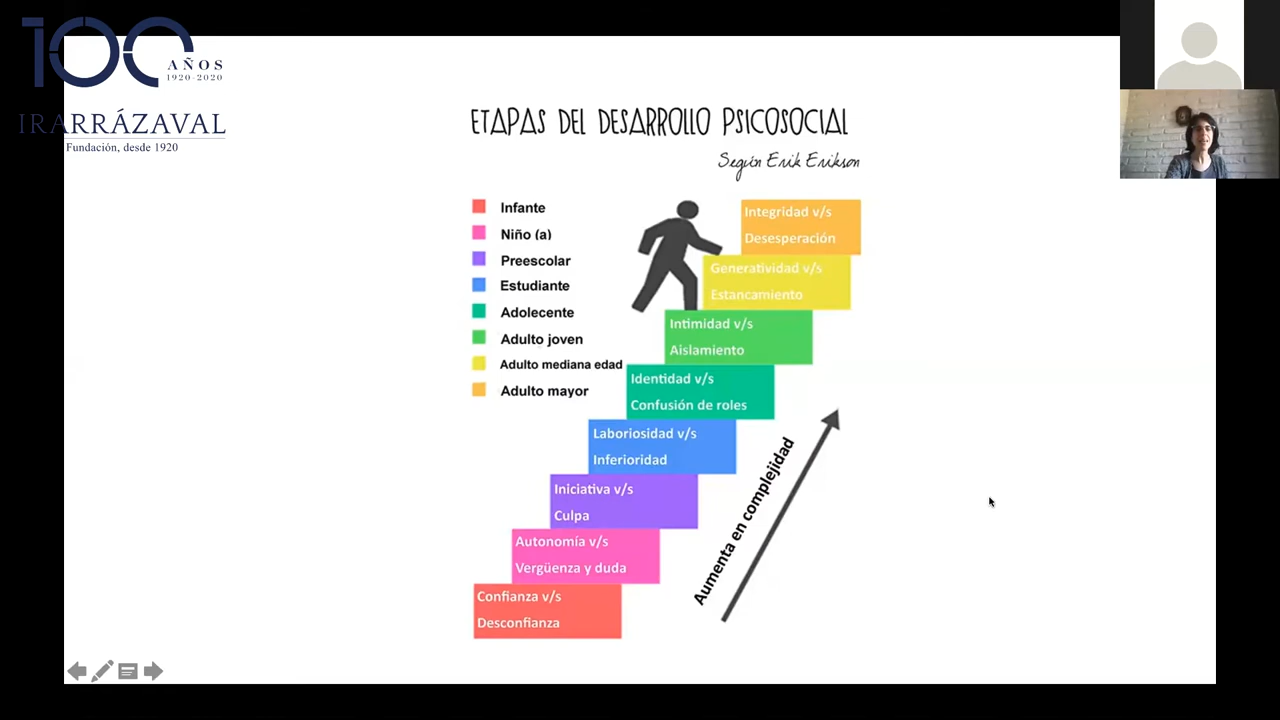 100
AÑOS
1920-2020
IRARRÁZAVAL
Fundación, desde 1920
ETAPAS DEL DESARROLLO PSICOSOCIAL
Según Erik Erikson
Infante
Niño (a)
Preescolar
Estudiante
Adolecente
Adulto joven
Adulto mediana edad
Adulto mayor
Integridad v/s
Desesperación
Generatividad v/s
Estancamiento
Intimidad v/s
Aislamiento
Identidad v/s
Confusión de roles
Laboriosidad v/s
Inferioridad
Iniciativa v/s
Culpa
Autonomía v/s
Vergüenza y duda
Confianza v/s
Desconfianza
Aumenta en complejidad